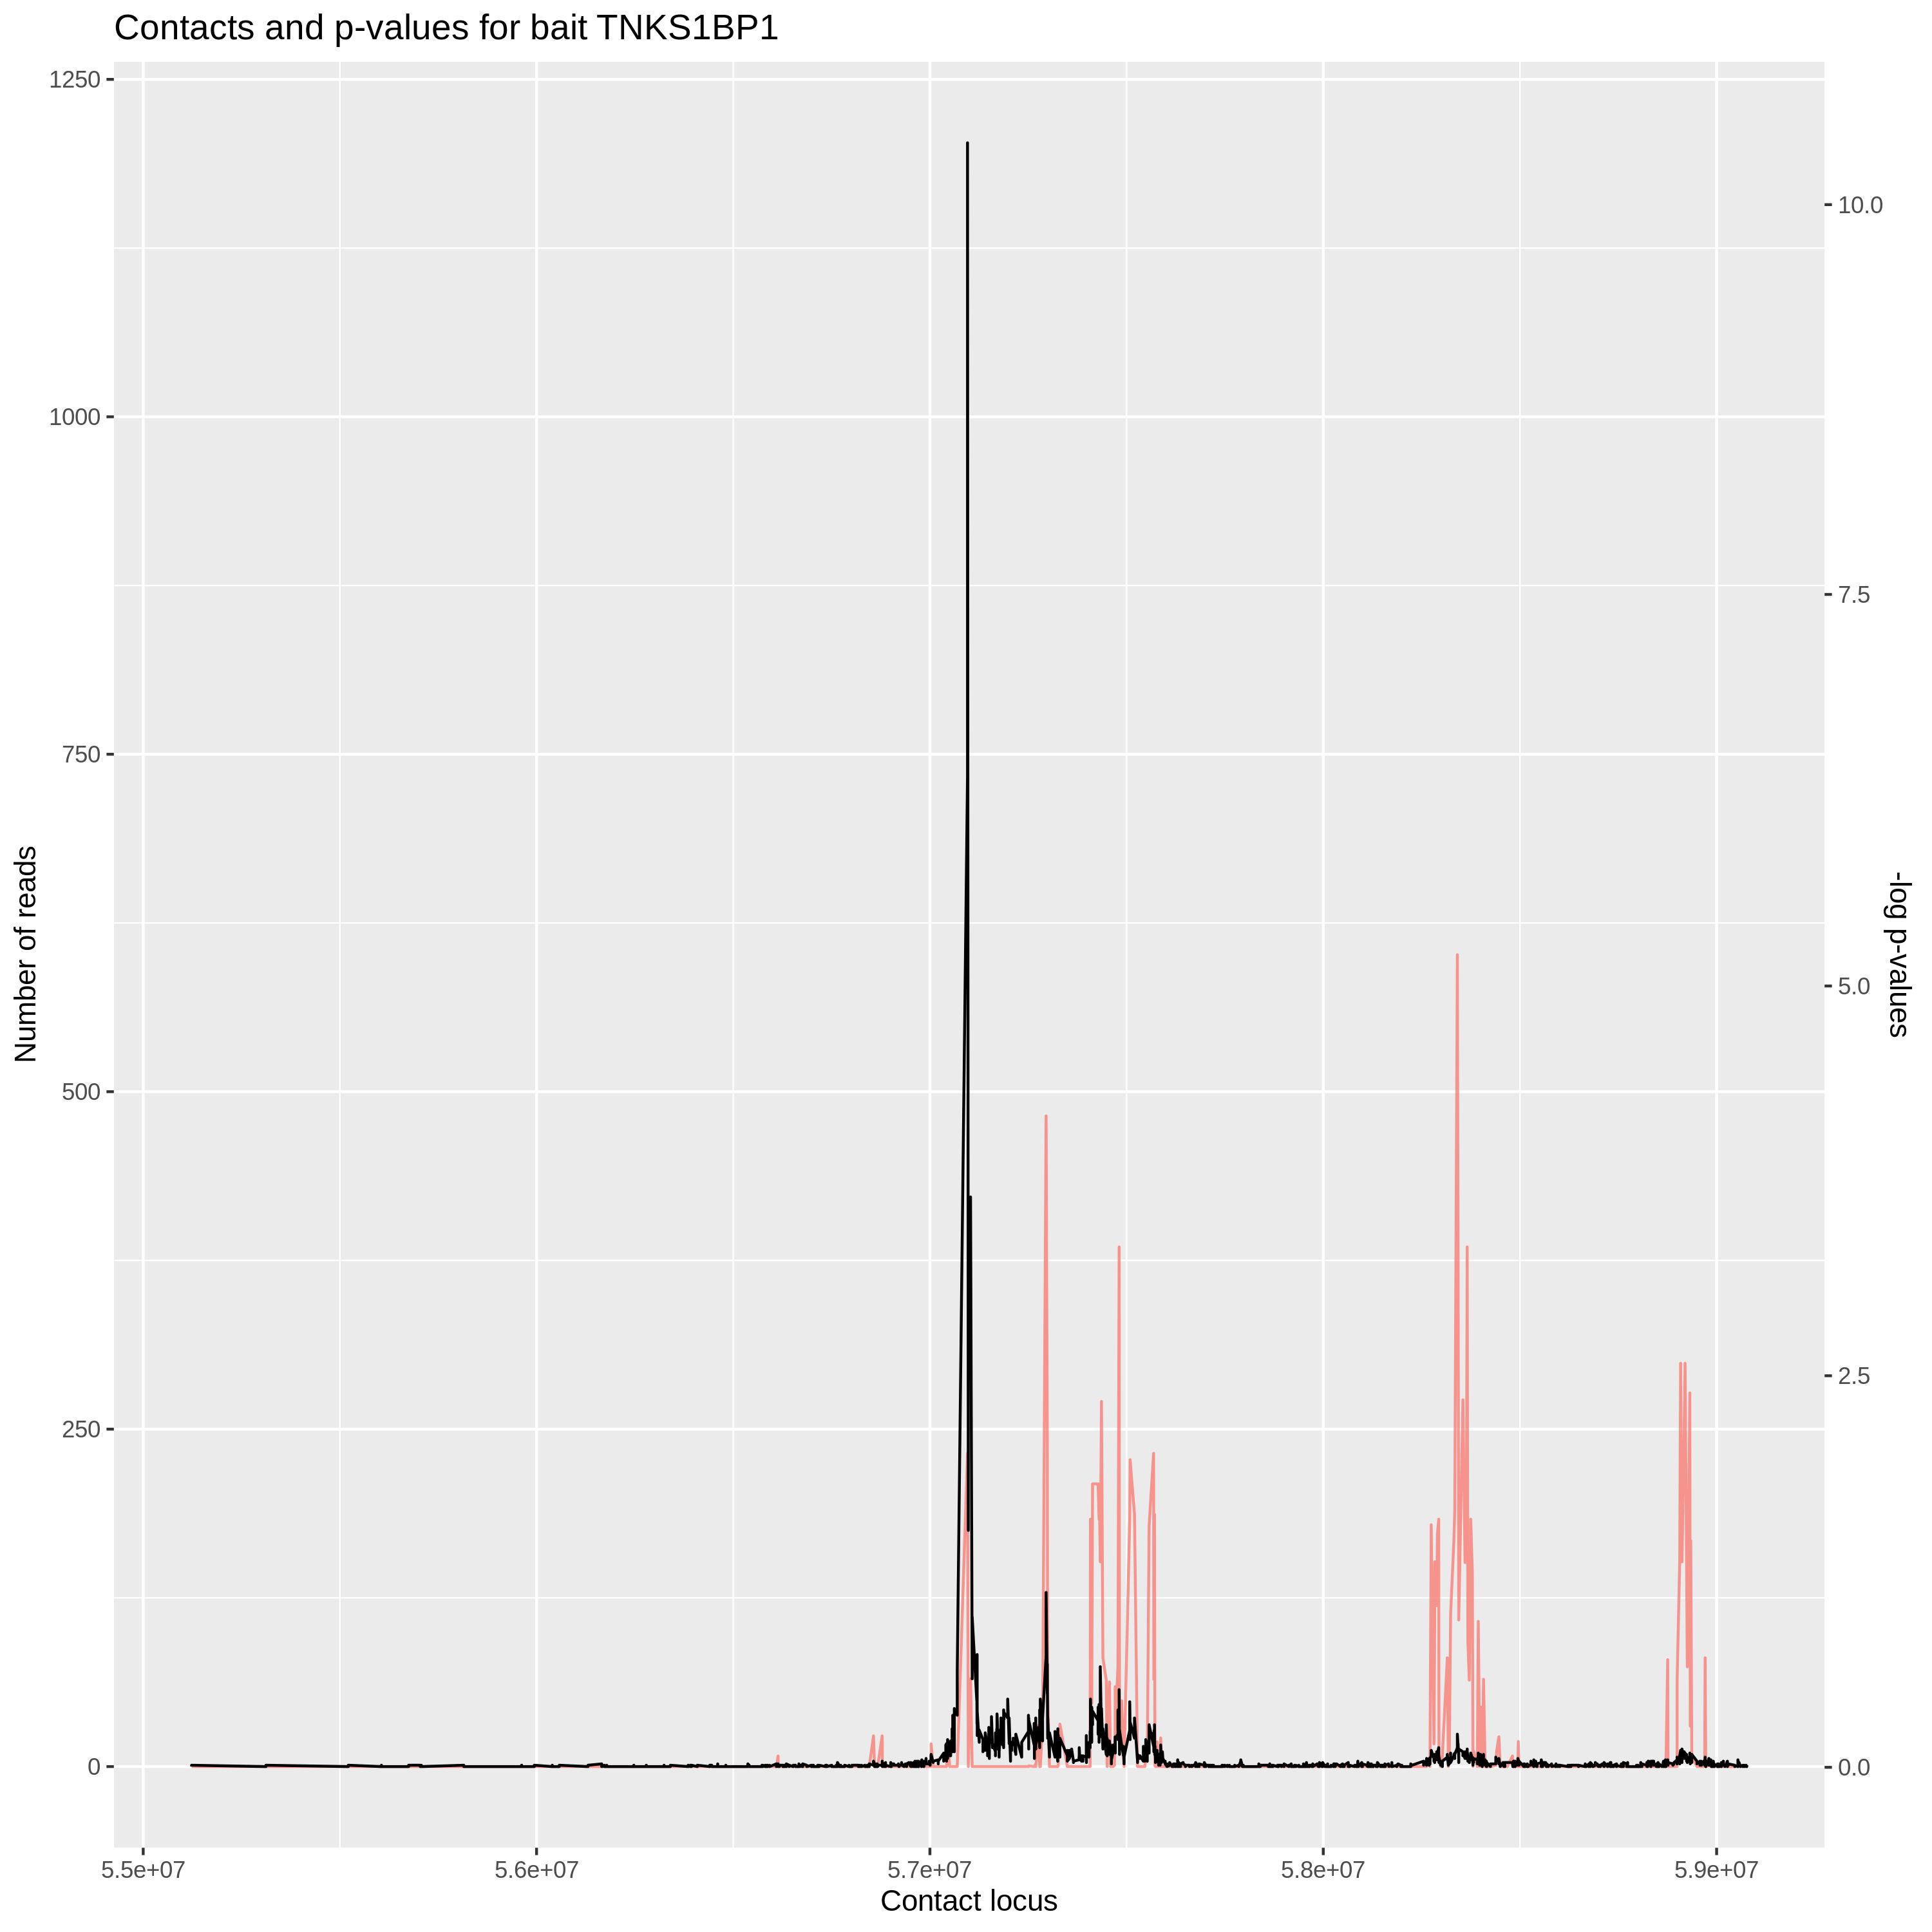 Contacts and p-values for bait TNKS1BP1
1250
1000
750
500
250
0
Number of reads
10.0
7.5
5.0
2.5
0.0
-log p-values
5.5e+07
5.6e+07
5.7e+07
5.8e+07
5.9e+07
Contact locus